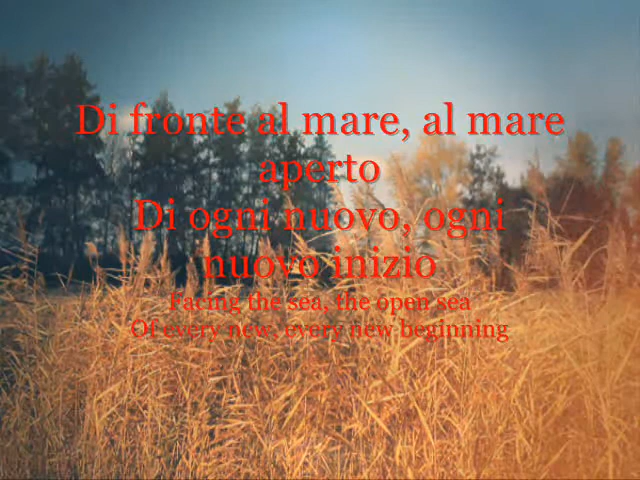 Di fronte al mare, al mare
aperto
Di ogni nuovo, ogni
nuovo inizio
Facing the sea, the open sea
Of every new, every new beginning